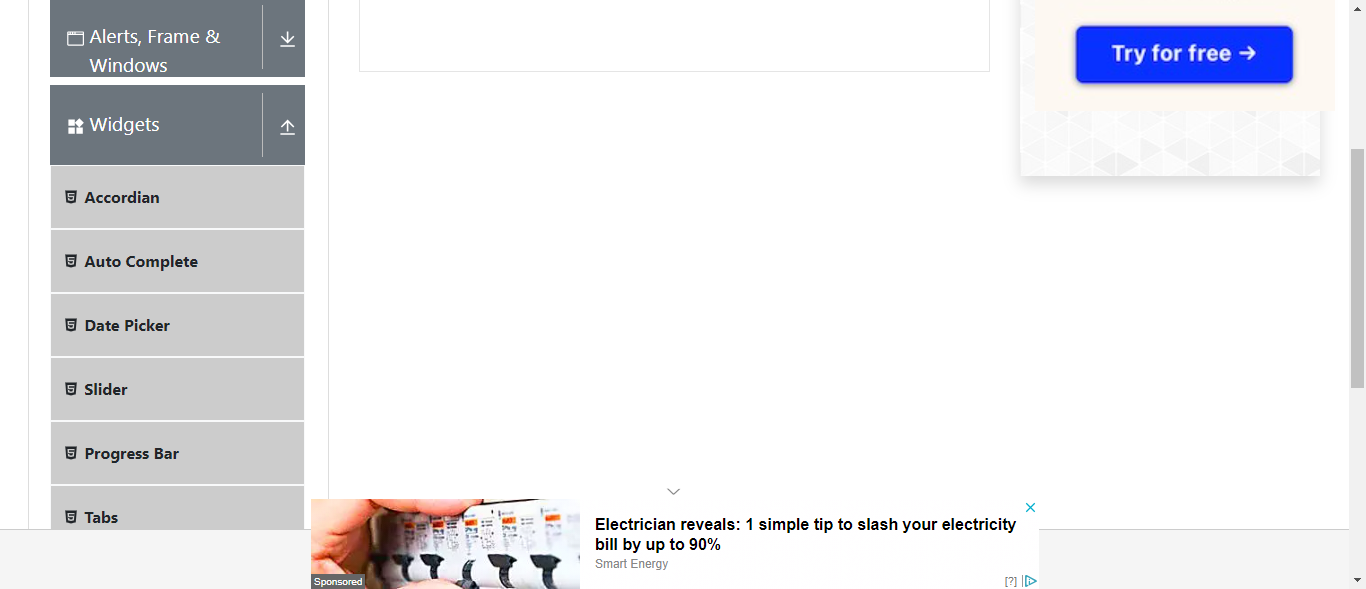 Alerts, Frame &
Windows
Widgets
Accordian
Auto Complete
Date Picker
Slider
Progress Bar
Tabs
Try for free →
Electrician reveals: 1 simple tip to slash your electricity
bill by up to 90%
Smart Energy
Sponsored
[?]